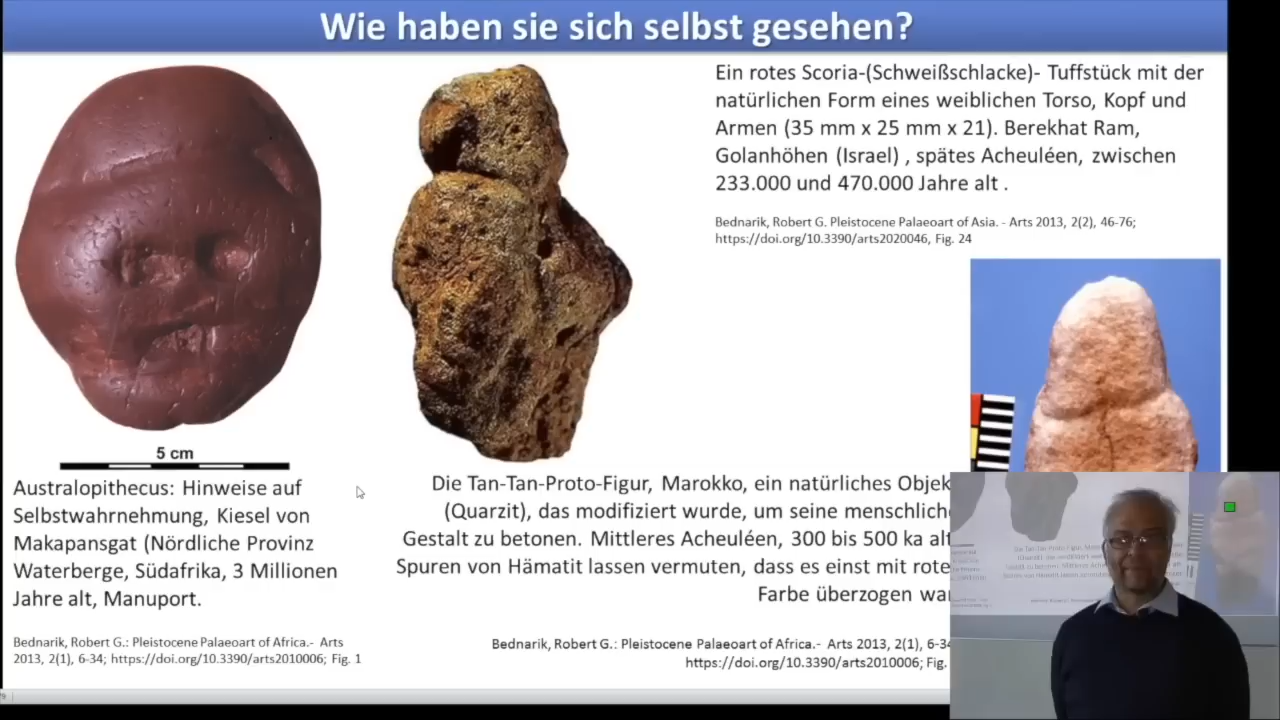 Wie haben sie sich selbst gesehen?
Ein rotes Scoria-(Schweißschlacke)- Tuffstück mit der
natürlichen Form eines weiblichen Torso, Kopf und
Armen (35 mm x 25 mm x 21). Berekhat Ram,
Golanhöhen (Israel) , spätes Acheuléen, zwischen
233.000 und 470.000 Jahre alt .
Bednarik, Robert G. Pleistocene Palaeoart of Asia. - Arts 2013, 2(2), 46-76;
https://doi.org/10.3390/arts2020046, Fig. 24
5 cm
Australopithecus: Hinweise auf
Selbstwahrnehmung, Kiesel von
Makapansgat (Nördliche Provinz
Waterberge, Südafrika, 3 Millionen
Jahre alt, Manuport.
Bednarik, Robert G.: Pleistocene Palaeoart of Africa.- Arts
2013, 2(1), 6-34; https://doi.org/10.3390/arts2010006; Fig. 1
Die Tan-Tan-Proto-Figur, Marokko, ein natürliches Objek
(Quarzit), das modifiziert wurde, um seine menschlich
Gestalt zu betonen. Mittleres Acheuléen, 300 bis 500 ka alt
Spuren von Hämatit lassen vermuten, dass es einst mit rote
Farbe überzogen war
Bednarik, Robert G.: Pleistocene Palaeoart of Africa.- Arts 2013, 2(1), 6-34
https://doi.org/10.3390/arts2010006; Fig.